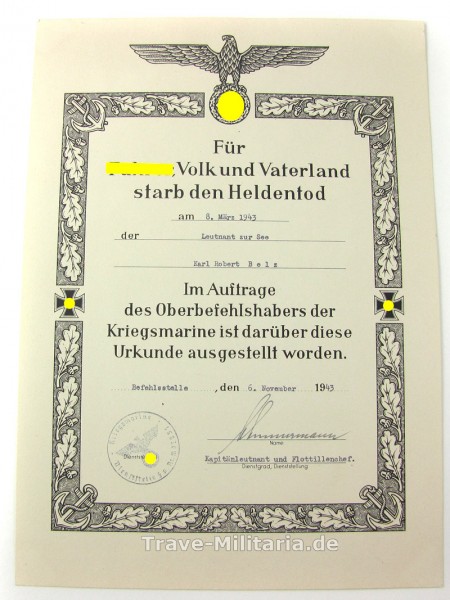 Für
Volk und Vaterland
starb den Heldentod
am 8. März 1943
der Leutnant zur See
Karl Robert Belz
Im Auftrage
des Oberbefehlshabers der
Kriegsmarine ist darüber diese
Urkunde ausgestellt worden.
Befehlsstelle, den 6. November 1943
Name
Kapitänleutnant und Flottillenchef.
Dienstgrad, Dienststellung
Trave-Militaria.de